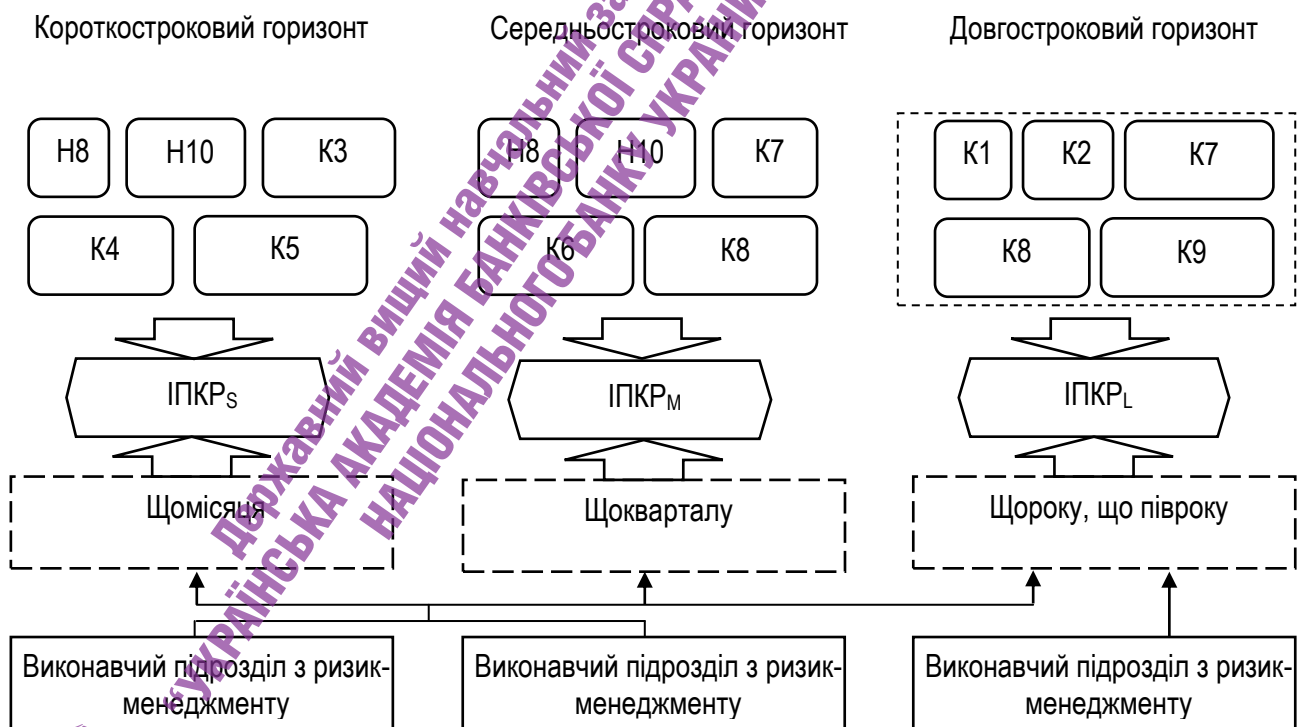 Короткостроковий горизонт
Середньостроковий горизонт
Довгостроковий горизонт
Н8 Н10 К3
К4 К5
Н8 Н10 К7
К6 К8
К1 К2 К7
К8 К9
ІПКРS
ІПКРM
ІПКРL
Щомісяця
Щокварталу
Щороку, що півроку
Виконавчий підрозділ з ризик-
менеджменту
Виконавчий підрозділ з ризик-
менеджменту
Виконавчий підрозділ з ризик-
менеджменту
Державний вищий навчальний
"УКРАЇНСЬКА АКАДЕМІЯ БАНКІВСЬКОЇ
НАЦІОНАЛЬНОГО БАНКУ УКРАЇНИ